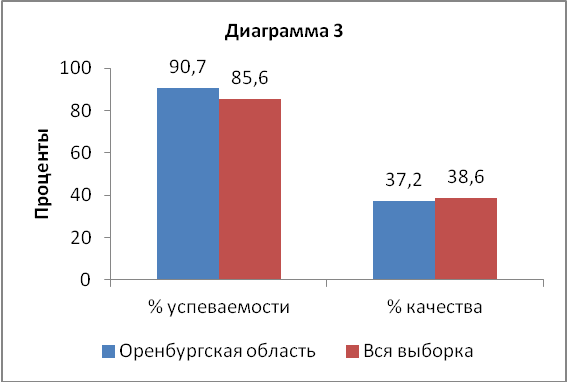 Диаграмма 3
Проценты
100
80
60
40
20
0
90,7
85,6
37,2
38,6
% успеваемости
% качества
Оренбургская область
Вся выборка